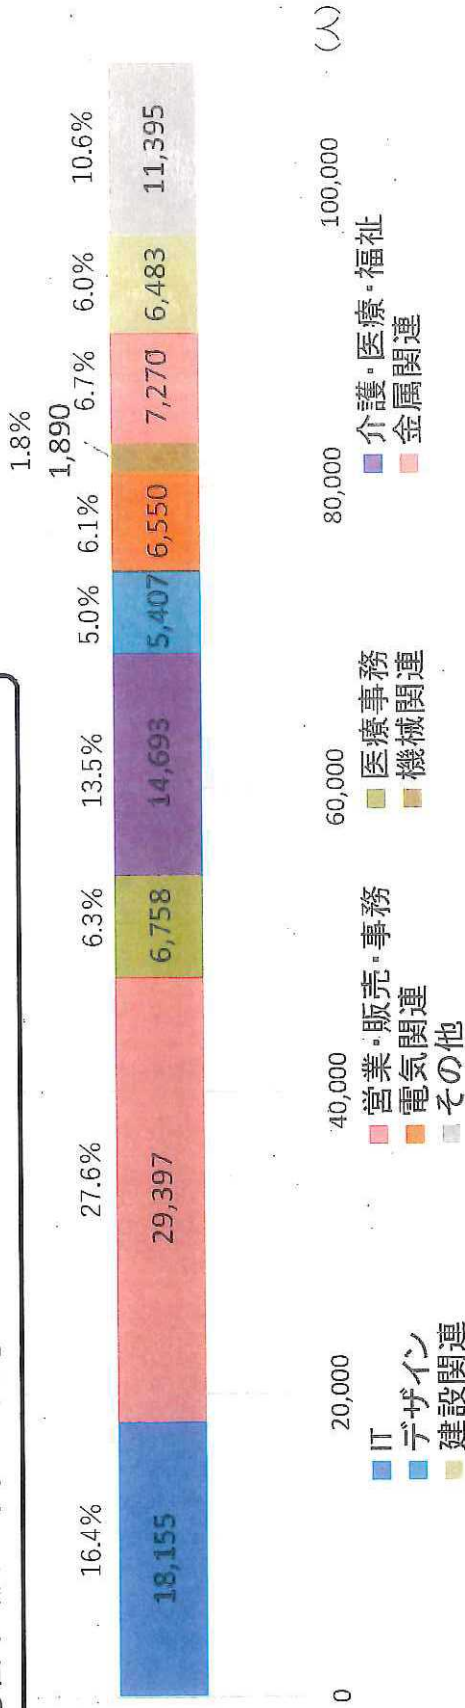 1.8%
1,890
16.4%
27.6%
6.3%
13.5%
5.0%
6.1%
6.7%
6.0%
10.6%
18,155
29,397
6,758
14,693
5,407
6,550
7,270
6,483
11,395
0
20,000
40,000
60,000
80,000
100,000
(人)
IT
営業・販売・事務
医療事務
介護・医療・福祉
デザイン
電気関連
機械関連
金属関連
建設関連
その他